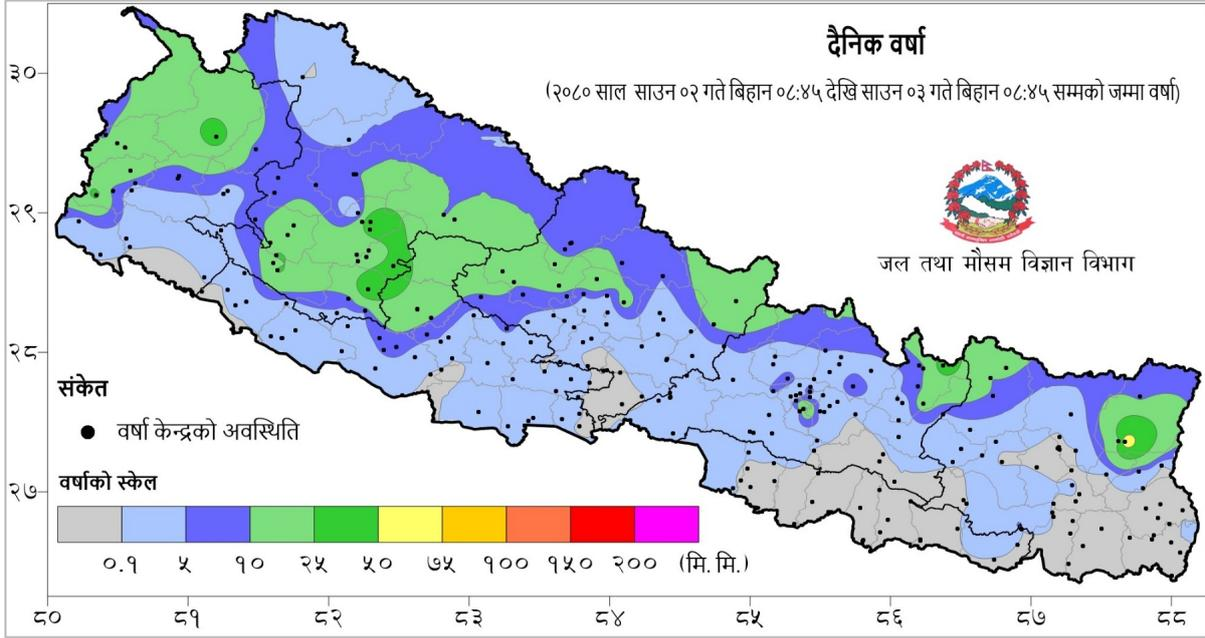 दैनिक वर्षा
(२०८० साल साउन ०२ गते बिहान ०८:४५ देखि साउन ०३ गते बिहान ०८:४५ सम्मको जम्मा वर्षा)
जल तथा मौसम विज्ञान विभाग
३०
२९
२८
२७
संकेत
वर्षा केन्द्रको अवस्थिति
वर्षाको स्केल
०.१ ५ १० २५ ५० ७५ १०० १५० २०० (मि. मि.)
८० ८१ ८२ ८३ ८४ ८५ ८६ ८७ ८८